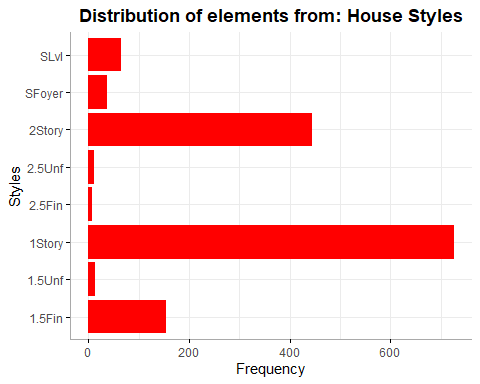 Distribution of elements from: House Styles
SLvl
SFoyer
2Story
2.5Unf
2.5Fin
1Story
1.5Unf
1.5Fin
Styles
0 200 400 600
Frequency